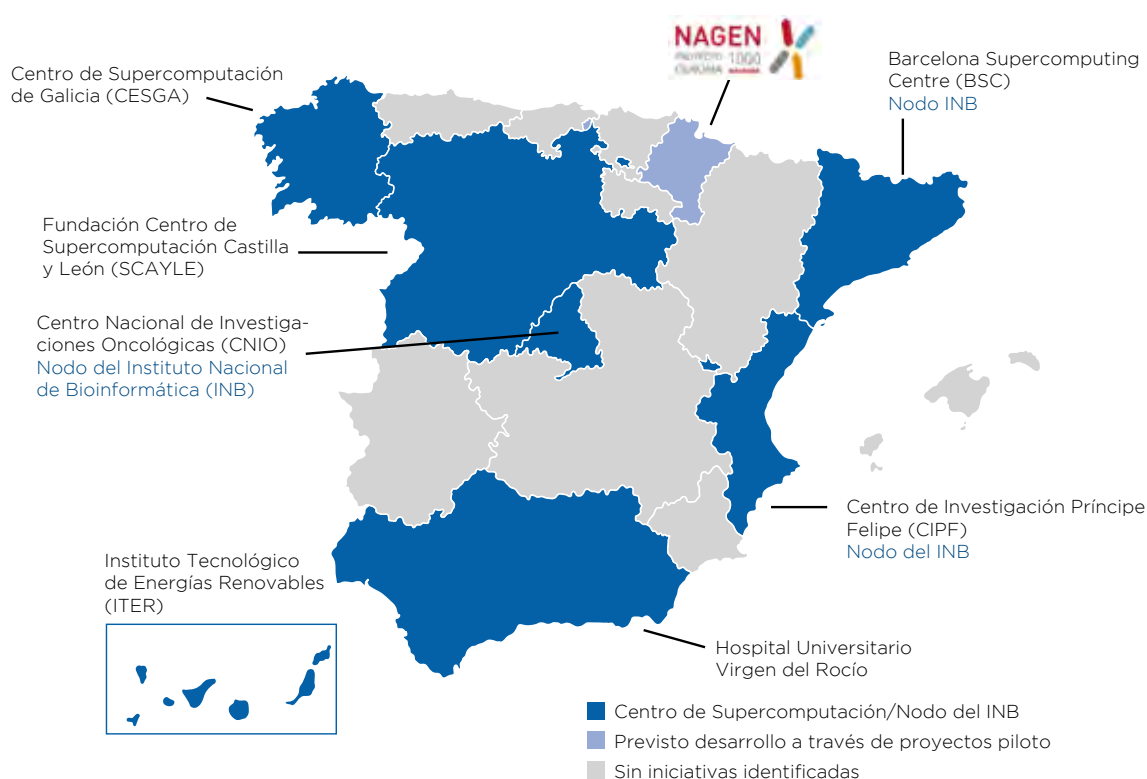 NAGEN
PROYECTO 1000
NAVARRA
Centro de Supercomputación
de Galicia (CESGA)
Barcelona Supercomputing
Centre (BSC)
Nodo INB
Fundación Centro de
Supercomputación Castilla
y León (SCAYLE)
Centro Nacional de Investiga-
ciones Oncológicas (CNIO)
Nodo del Instituto Nacional
de Bioinformática (INB)
Centro de Investigación Príncipe
Felipe (CIPF)
Nodo del INB
Instituto Tecnológico
de Energías Renovables
(ITER)
Hospital Universitario
Virgen del Rocío
Centro de Supercomputación/Nodo del INB
Previsto desarrollo a través de proyectos piloto
Sin iniciativas identificadas